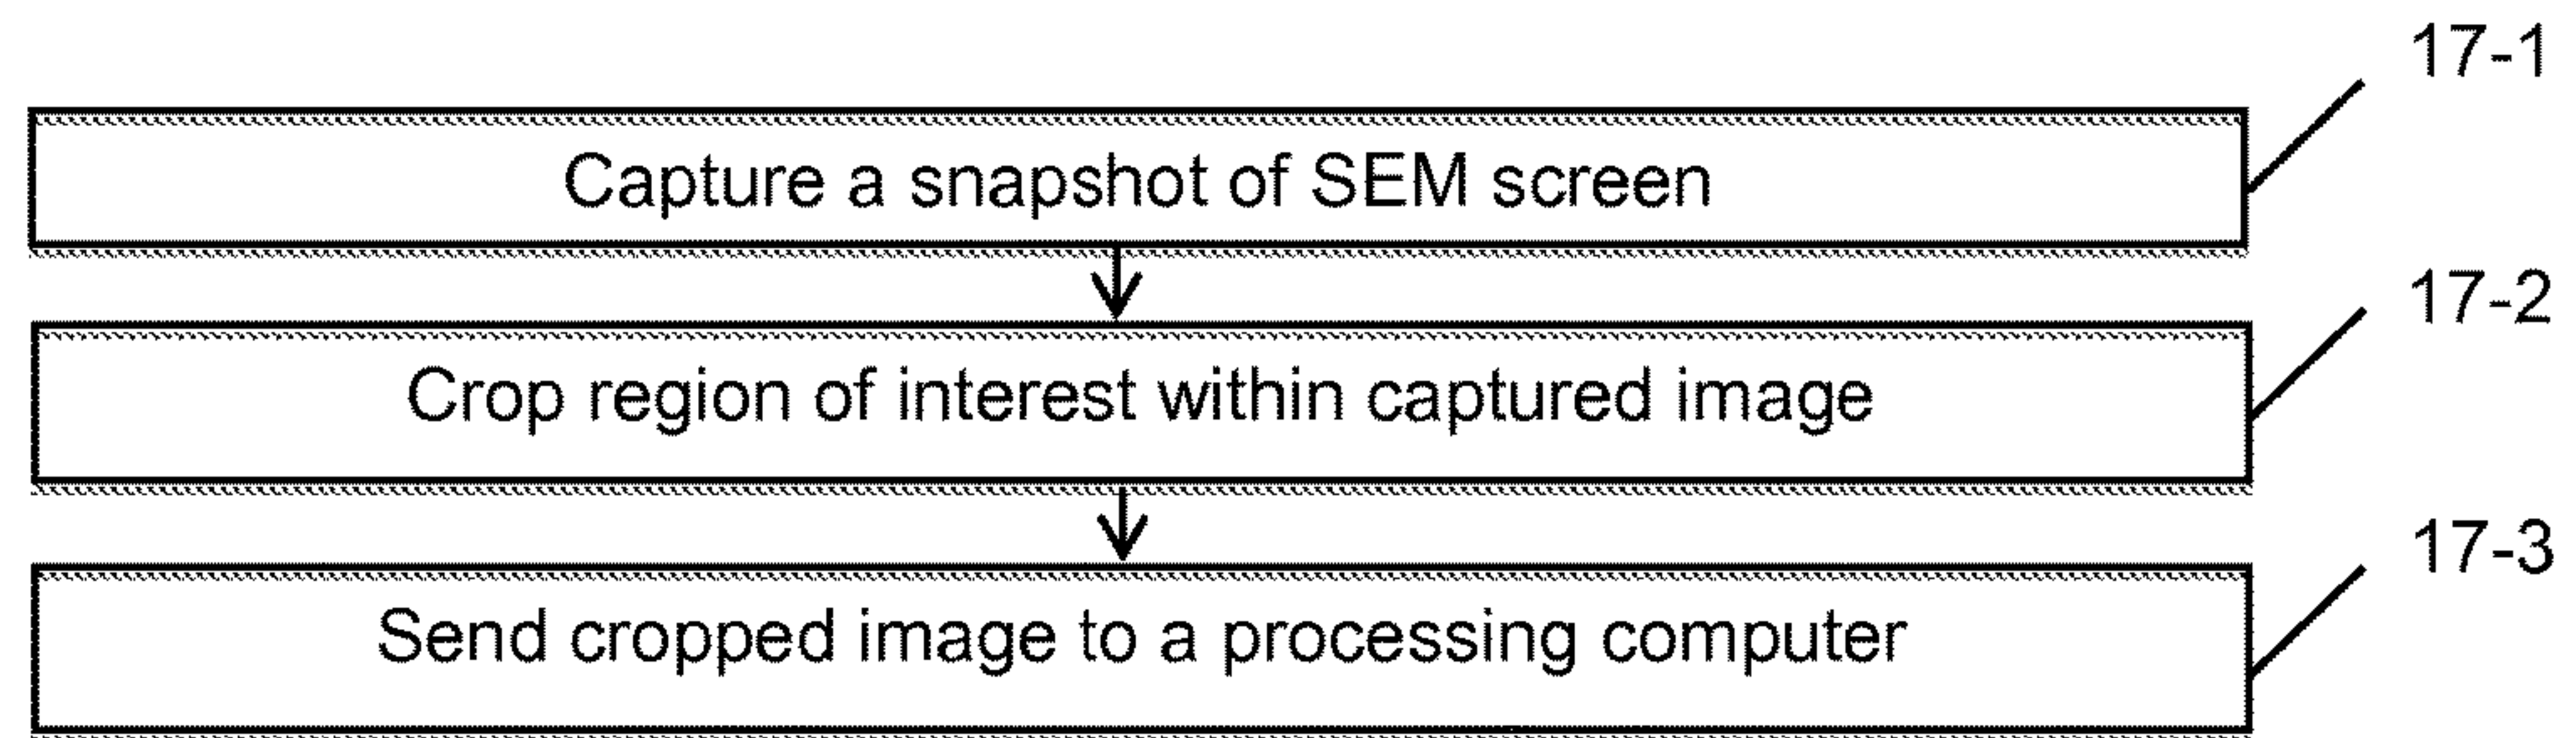 17-1
Capture a snapshot of SEM screen
17-2
Crop region of interest within captured image
17-3
Send cropped image to a processing computer